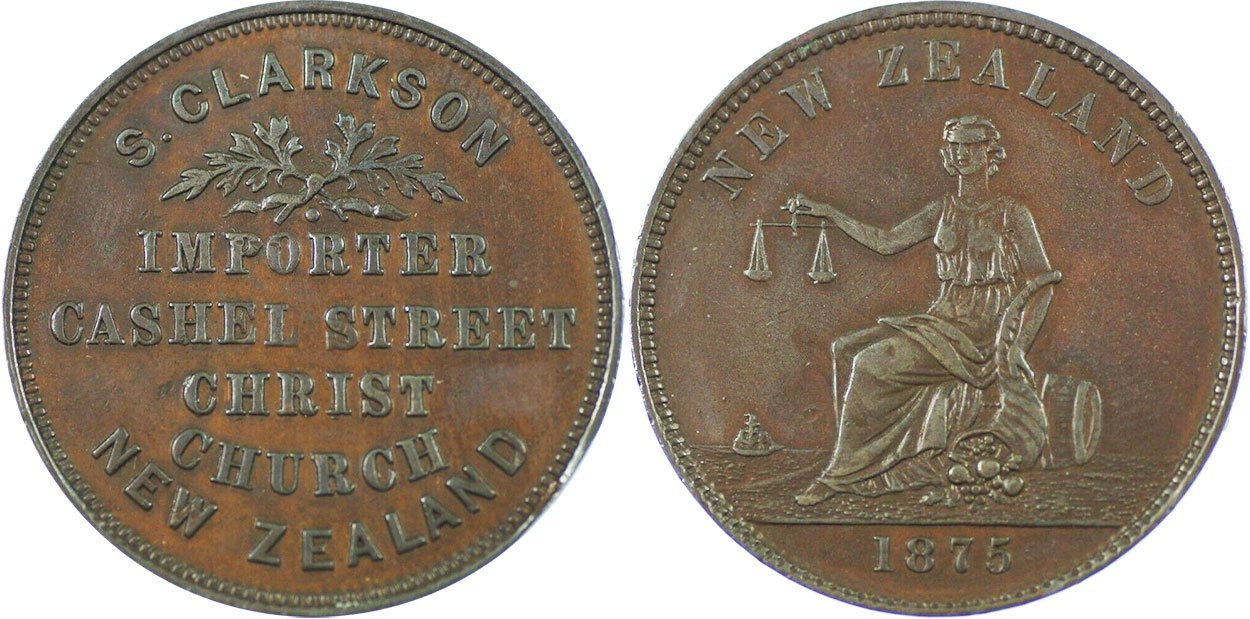 S. CLARKSON
IMPORTER
CASHEL STREET
CHRIST
CHURCH
NEW ZEALAND
NEW ZEALAND
1875